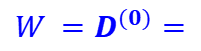 W = D⁽⁰⁾ =